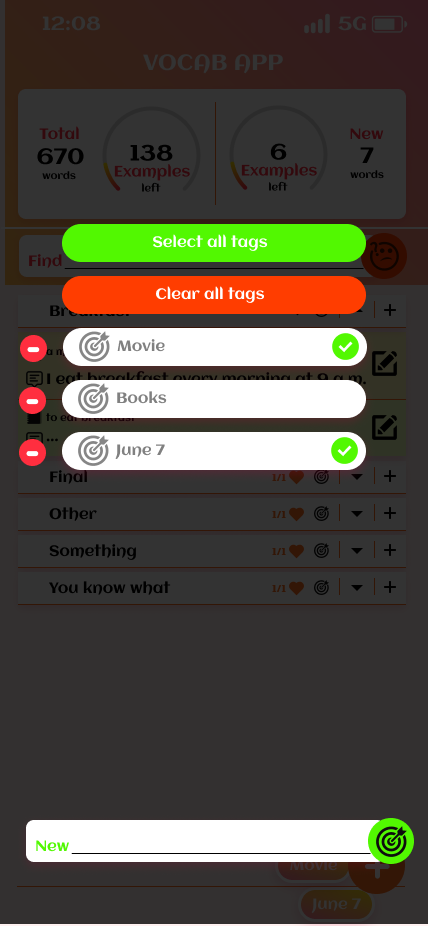 12:08
5G
VOCAB APP
Total
670
words
138
Examples
left
6
Examples
left
New
7
words
Select all tags
Find
Clear all tags
Breakfast
Movie
I eat breakfast every morning at 9 a.m.
Books
to eat breakfast
...
June 7
Final 1/1
Other 1/1
Something 1/1
You know what 1/1
New
Movie
June 7